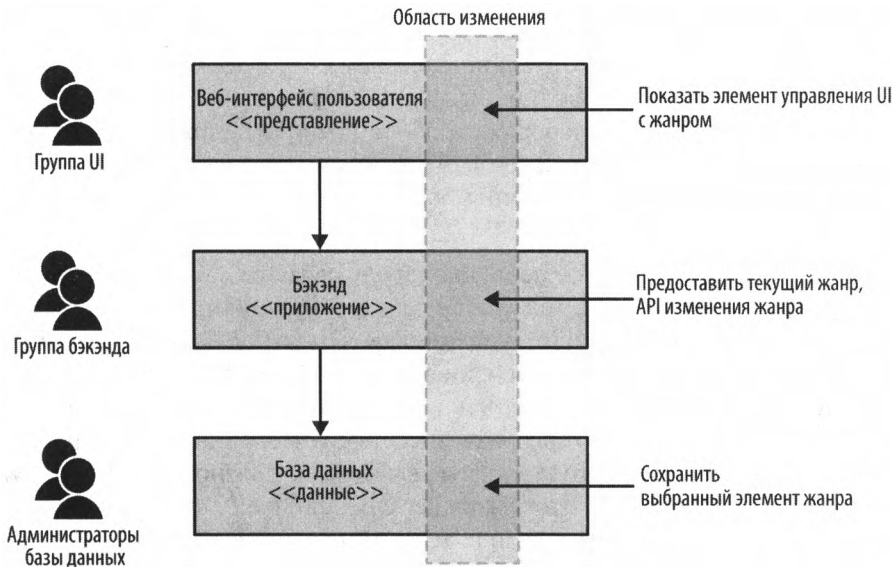 Область изменения
Веб-интерфейс пользователя
<<представление>>
Показать элемент управления UI
с жанром
Группа UI
Бэкэнд
<<приложение>>
Предоставить текущий жанр,
API изменения жанра
Группа бэкэнда
База данных
<<данные>>
Сохранить
выбранный элемент жанра
Администраторы
базы данных